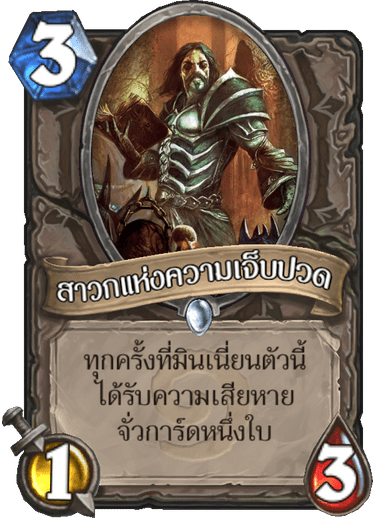 3
สาวกแห่งความเจ็บปวด
ทุกครั้งที่มินเนี่ยนตัวนี้
ได้รับความเสียหาย
จั่วการ์ดหนึ่งใบ
1
3